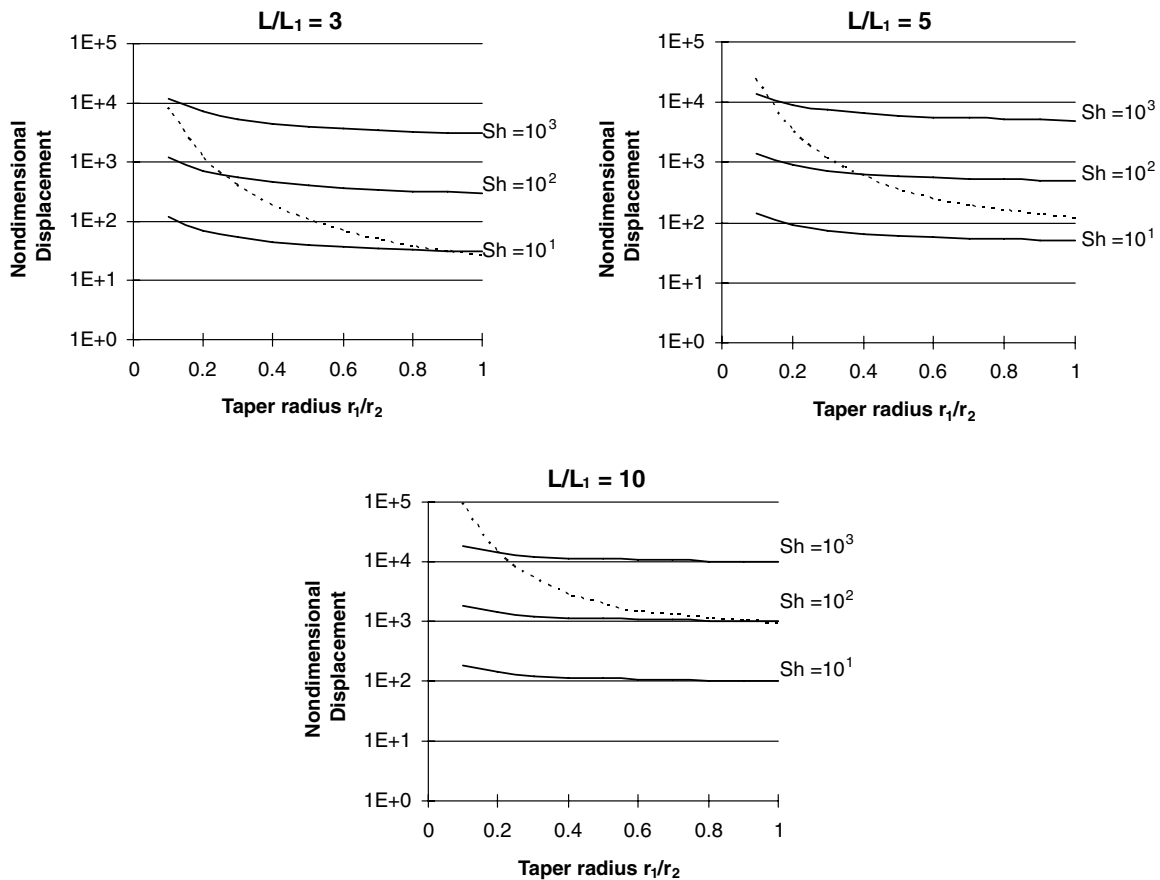 L/L₁ = 3
1E+5
1E+4
1E+3
1E+2
1E+1
1E+0
Nondimensional
Displacement
Sh =10³
Sh =10²
Sh =10¹
0 0.2 0.4 0.6 0.8 1
Taper radius r₁/r₂
L/L₁ = 5
1E+5
1E+4
1E+3
1E+2
1E+1
1E+0
Nondimensional
Displacement
Sh =10³
Sh =10²
Sh =10¹
0 0.2 0.4 0.6 0.8 1
Taper radius r₁/r₂
L/L₁ = 10
1E+5
1E+4
1E+3
1E+2
1E+1
1E+0
Nondimensional
Displacement
Sh =10³
Sh =10²
Sh =10¹
0 0.2 0.4 0.6 0.8 1
Taper radius r₁/r₂